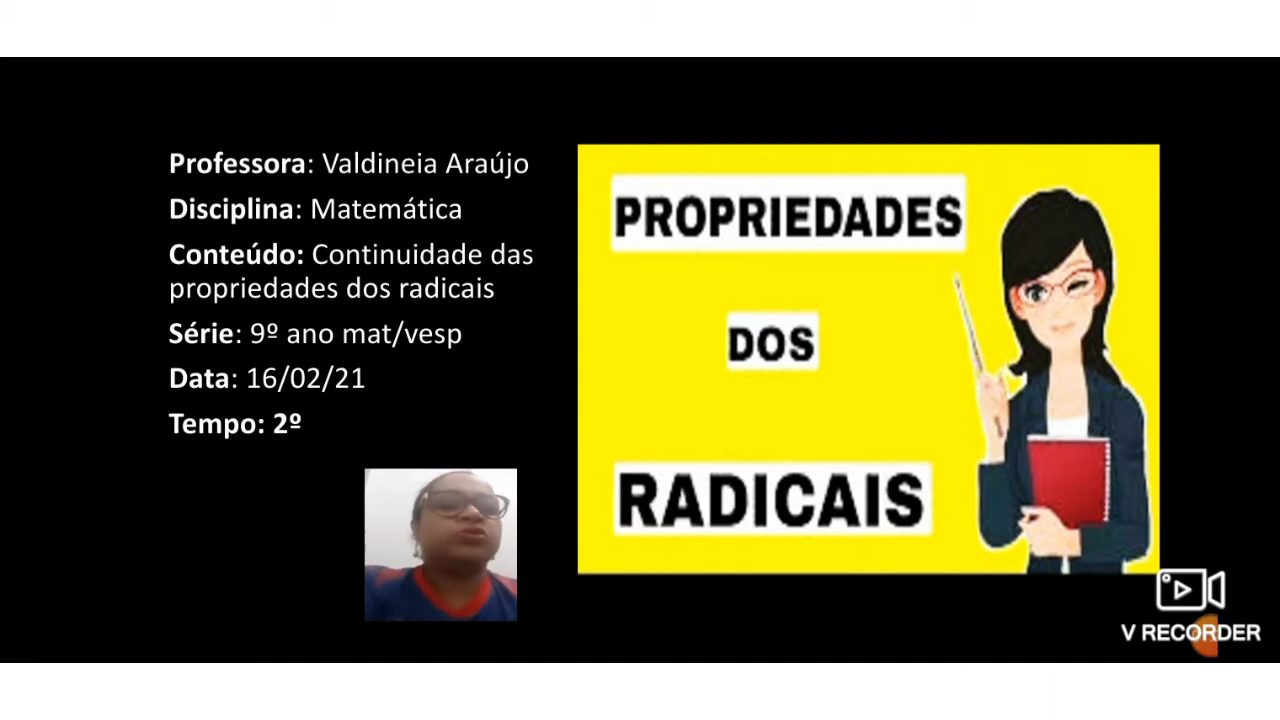 Professora: Valdineia Araújo
Disciplina: Matemática
Conteúdo: Continuidade das
propriedades dos radicais
Série: 9º ano mat/vesp
Data: 16/02/21
Tempo: 2º
PROPRIEDADES
DOS
RADICAIS
V RECORDER